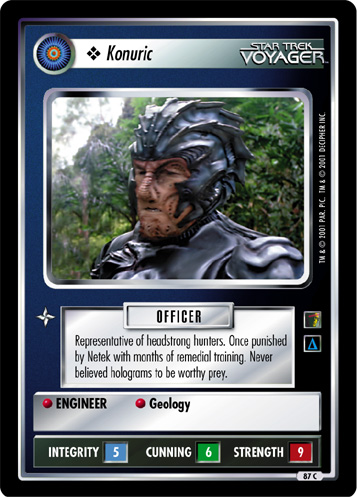 ❖ Konuric
STAR TREK
VOYAGER™
TM & © 2001 PAR. PIC. TM & © 2001 DECIPHER INC.
OFFICER
Representative of headstrong hunters. Once punished
by Netek with months of remedial training. Never
believed holograms to be worthy prey.
ENGINEER Geology
INTEGRITY 5 CUNNING 6 STRENGTH 9
87 C